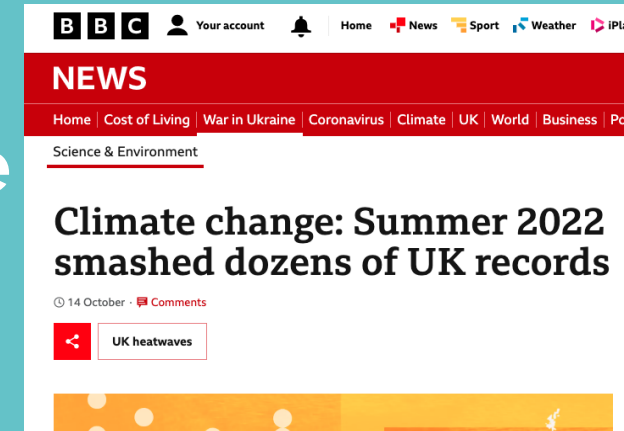 BBC Your account Home News Sport Weather
NEWS
Home Cost of Living War in Ukraine Coronavirus Climate UK World Business
Science & Environment
Climate change: Summer 2022
smashed dozens of UK records
14 October · Comments
UK heatwaves